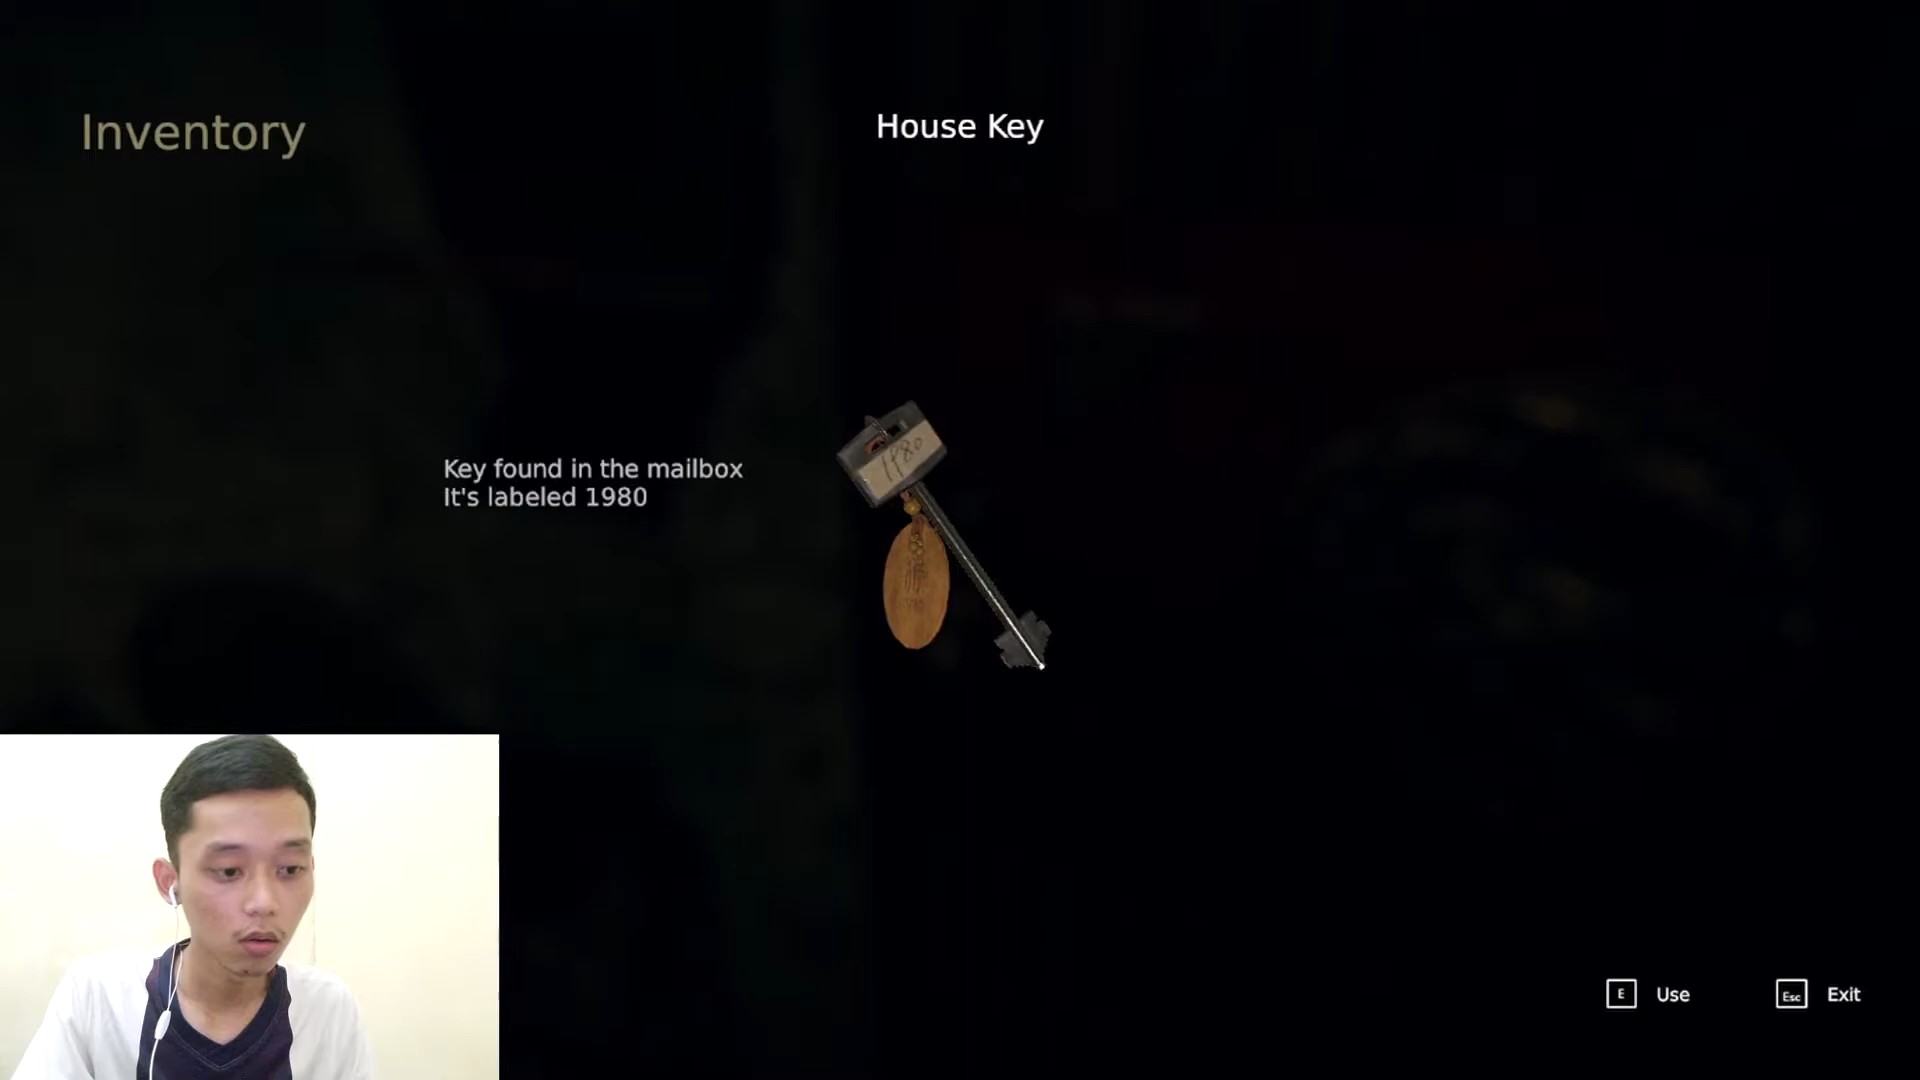 Inventory
House Key
Key found in the mailbox
It's labeled 1980
1980
E Use
Esc Exit